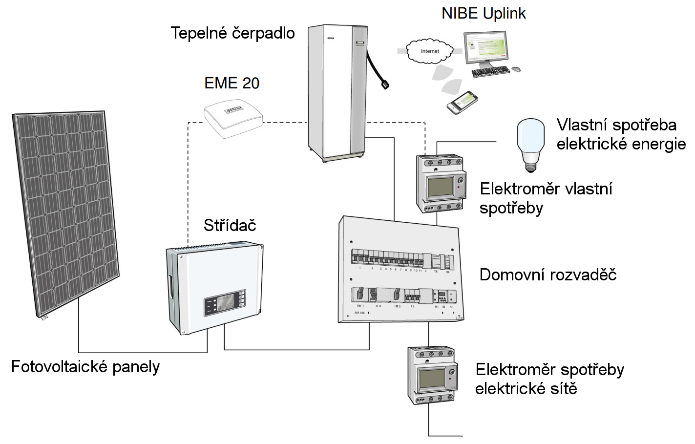 NIBE Uplink
Tepelné čerpadlo
Internet
EME 20
Vlastní spotřeba
elektrické energie
Elektroměr vlastní
spotřeby
Střídač
Domovní rozvaděč
Fotovoltaické panely
Elektroměr spotřeby
elektrické sítě